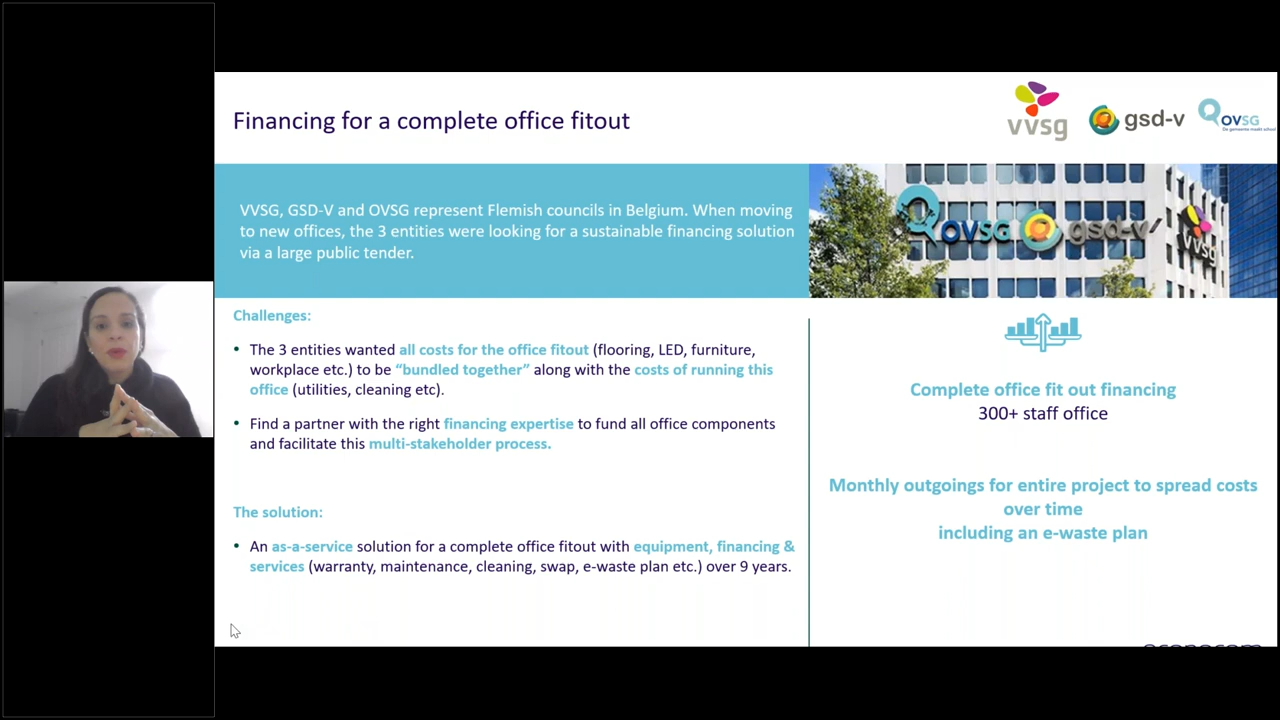 Financing for a complete office fitout
vvsg
gsd-v
OVSG
VVSG, GSD-V and OVSG represent Flemish councils in Belgium. When moving
to new offices, the 3 entities were looking for a sustainable financing solution
via a large public tender.
OVSG
gsd-v
vvsg
Challenges:
• The 3 entities wanted all costs for the office fitout (flooring, LED, furniture,
workplace etc.) to be “bundled together” along with the costs of running this
office (utilities, cleaning etc).
• Find a partner with the right financing expertise to fund all office components
and facilitate this multi-stakeholder process.
The solution:
• An as-a-service solution for a complete office fitout with equipment, financing &
services (warranty, maintenance, cleaning, swap, e-waste plan etc.) over 9 years.
Complete office fit out financing
300+ staff office
Monthly outgoings for entire project to spread costs
over time
including an e-waste plan